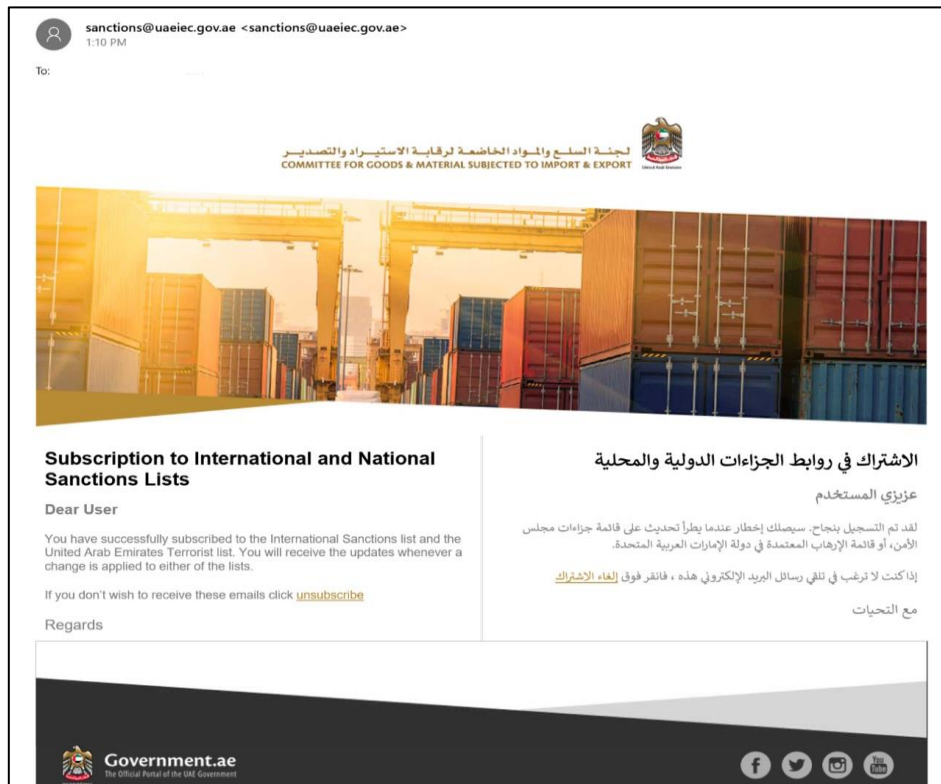 sanctions@uaeiec.gov.ae <sanctions@uaeiec.gov.ae>
1:10 PM
To:
لجنة السلع والمواد الخاضعة لرقابة الاستيراد والتصدير
COMMITTEE FOR GOODS & MATERIAL SUBJECTED TO IMPORT & EXPORT
United Arab Emirates
Subscription to International and National
Sanctions Lists
Dear User
You have successfully subscribed to the International Sanctions list and the
United Arab Emirates Terrorist list. You will receive the updates whenever a
change is applied to either of the lists.
If you don't wish to receive these emails click unsubscribe
Regards
الاشتراك في روابط الجزاءات الدولية والمحلية
عزيزي المستخدم
لقد تم التسجيل بنجاح. سيصلك إخطار عندما يطرأ تحديث على قائمة جزاءات مجلس
الأمن، أو قائمة الإرهاب المعتمدة في دولة الإمارات العربية المتحدة.
إذا كنت لا ترغب في تلقي رسائل البريد الإلكتروني هذه ، فانقر فوق إلغاء الاشتراك
مع التحيات
Government.ae
The Official Portal of the UAE Government
You
Tube